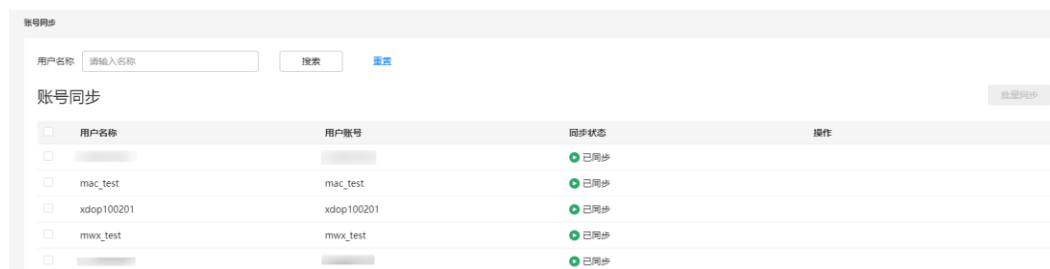 账号同步
用户名称 请输入名称 搜索 重置
账号同步 批量同步
用户名称 用户账号 同步状态 操作
已同步
mac_test mac_test 已同步
xdop100201 xdop100201 已同步
mwx_test mwx_test 已同步
已同步